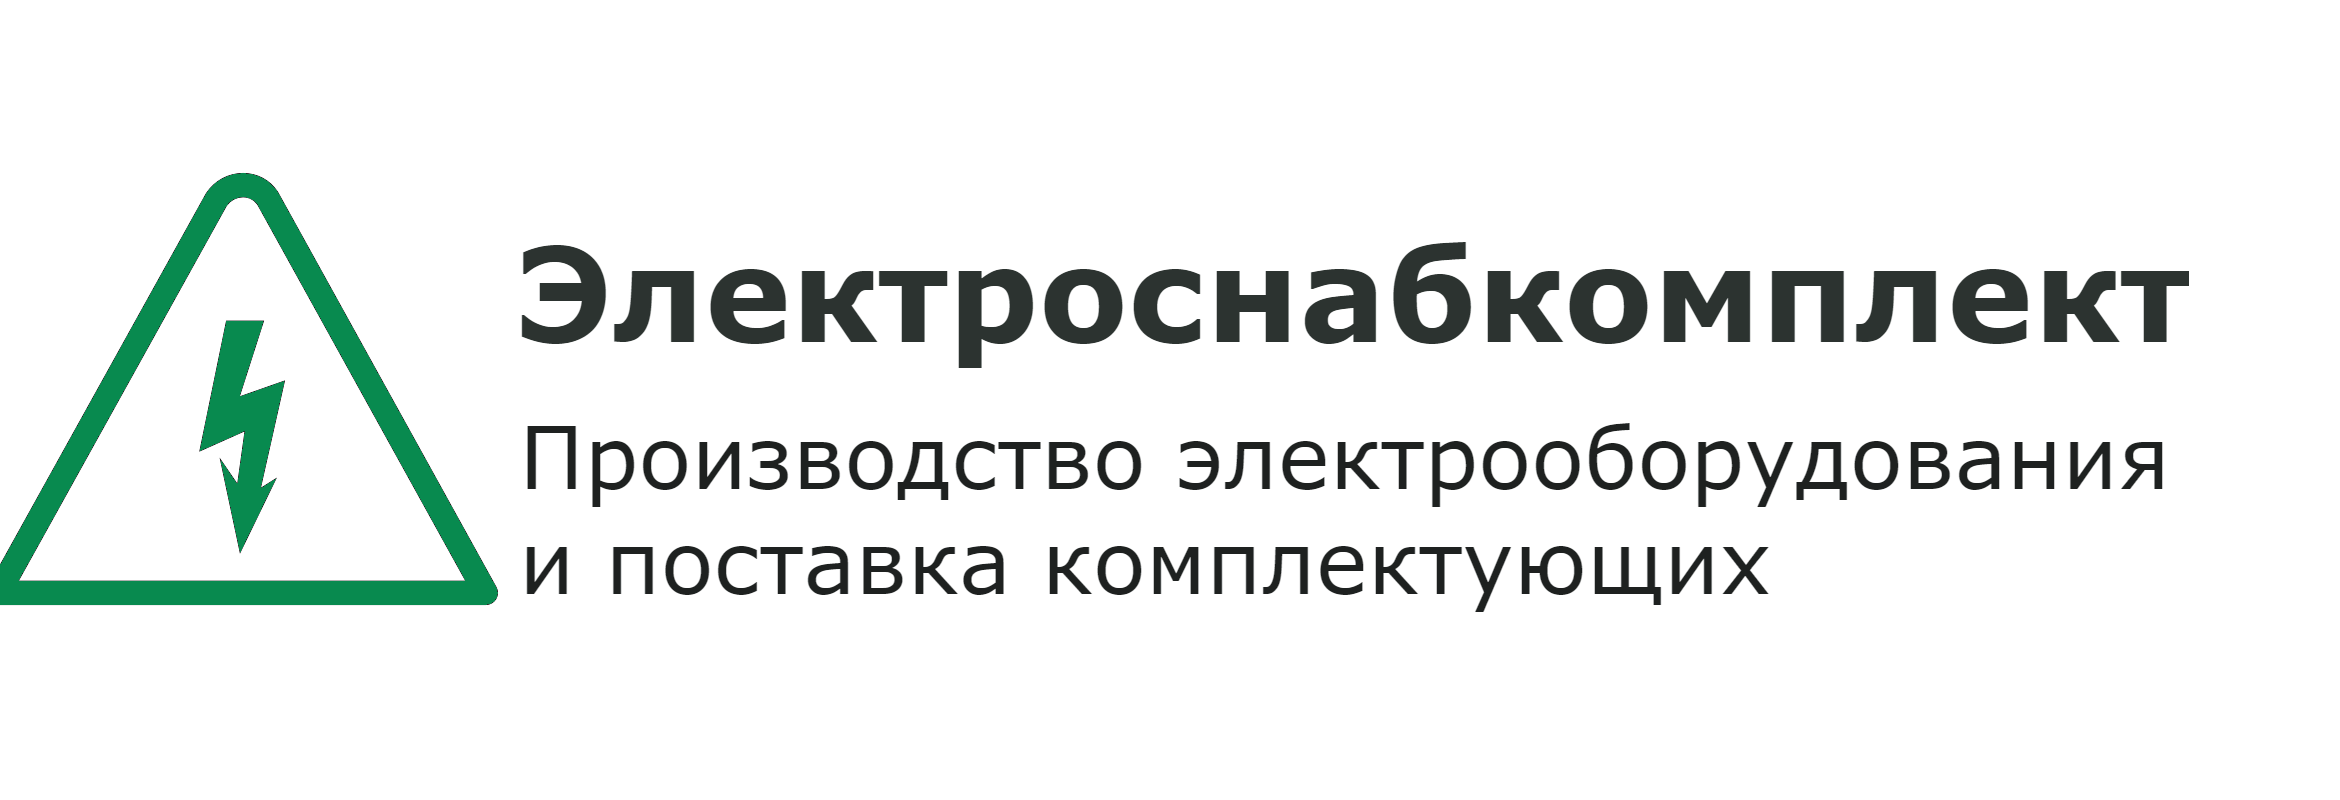 Электроснабкомплект
Производство электрооборудования
и поставка комплектующих